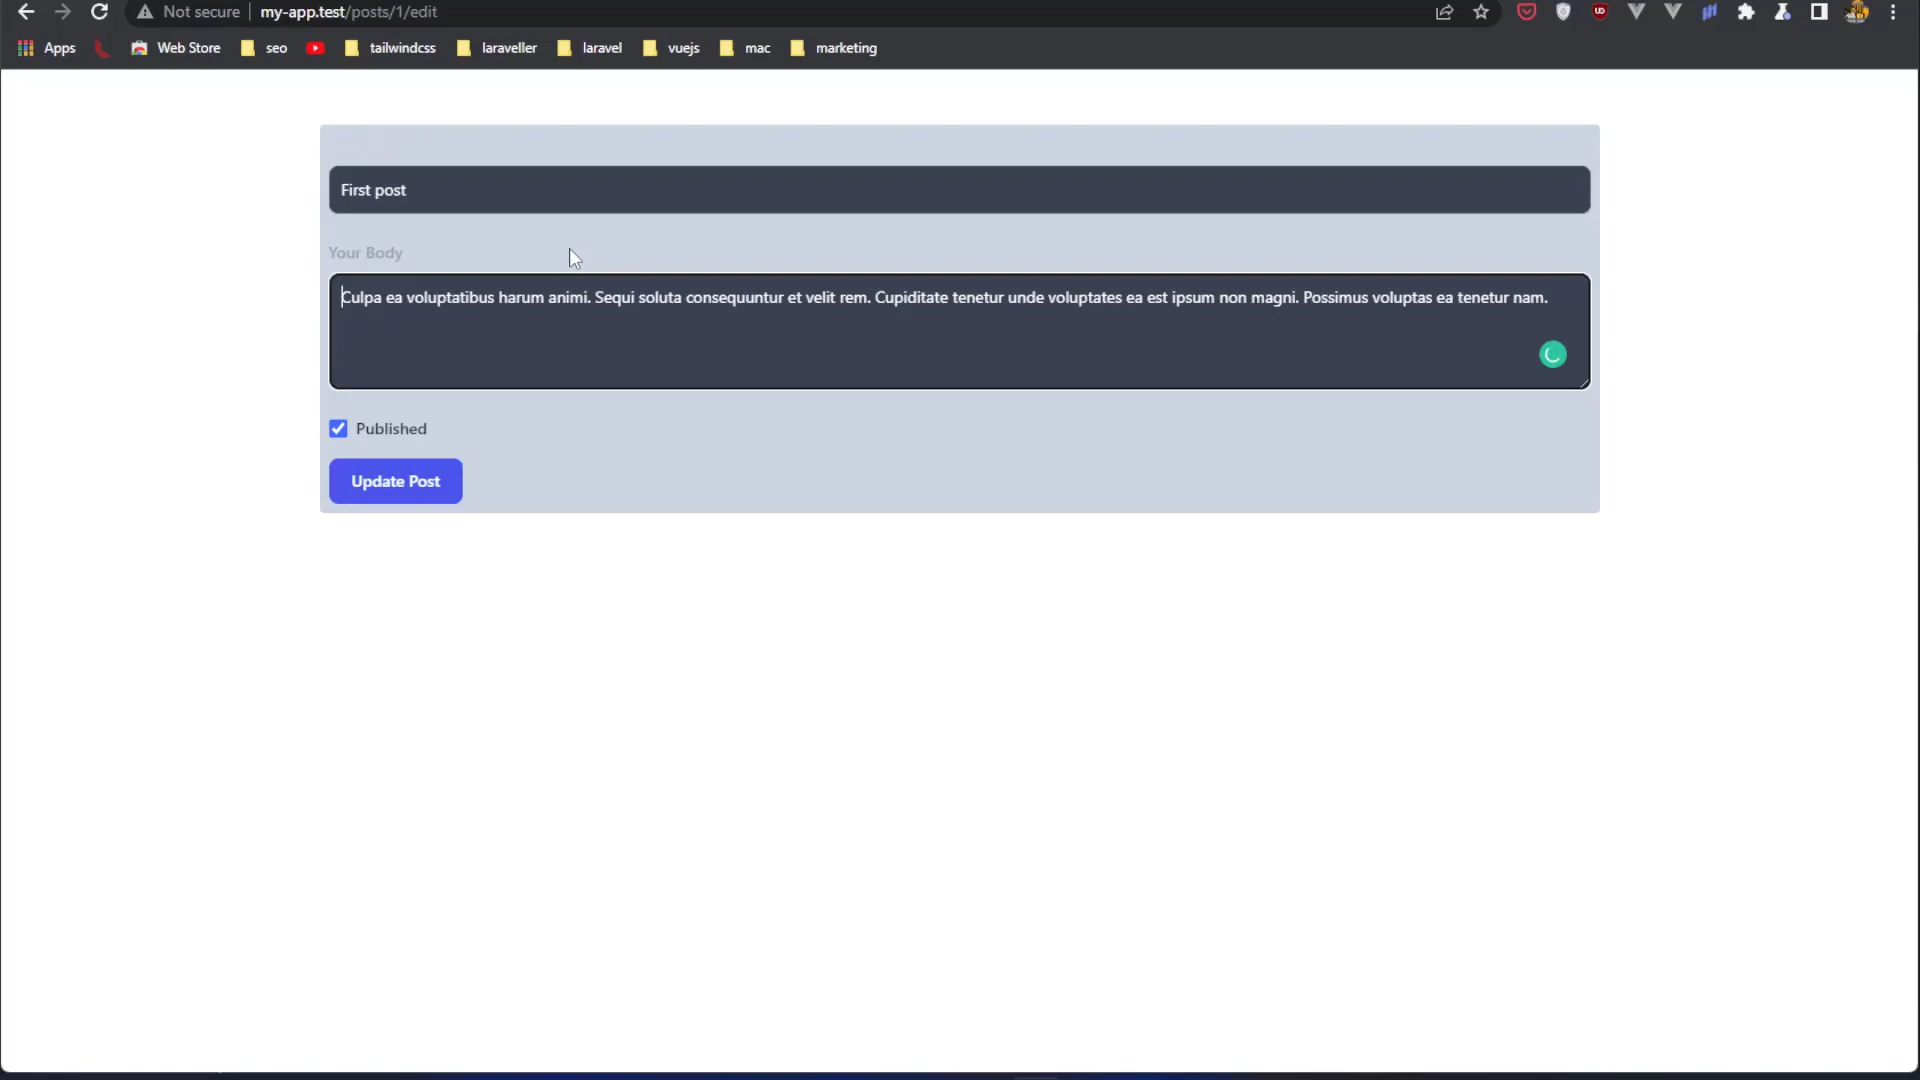 Not secure
my-app.test/posts/1/edit
Apps
Web Store
seo
tailwindcss
laraveller
laravel
vuejs
mac
marketing
First post
Your Body
Culpa ea voluptatibus harum animi. Sequi soluta consequuntur et velit rem. Cupiditate tenetur unde voluptates ea est ipsum non magni. Possimus voluptas ea tenetur nam.
Published
Update Post